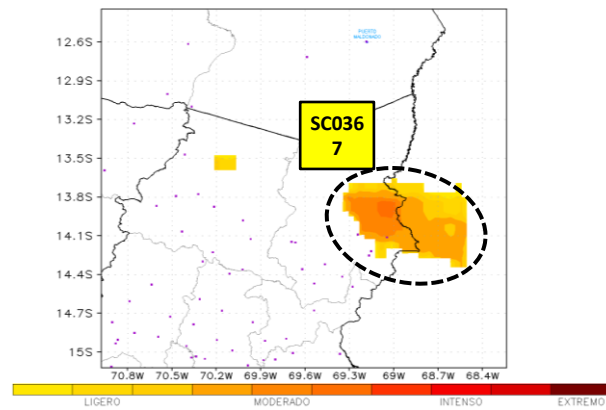 PUERTO
MALDONADO
12.6S
12.9S
13.2S
SC036
7
13.5S
13.8S
14.1S
14.4S
14.7S
15S
70.8W 70.5W 70.2W 69.9W 69.6W 69.3W 69W 68.7W 68.4W
LIGERO MODERADO INTENSO EXTREMO